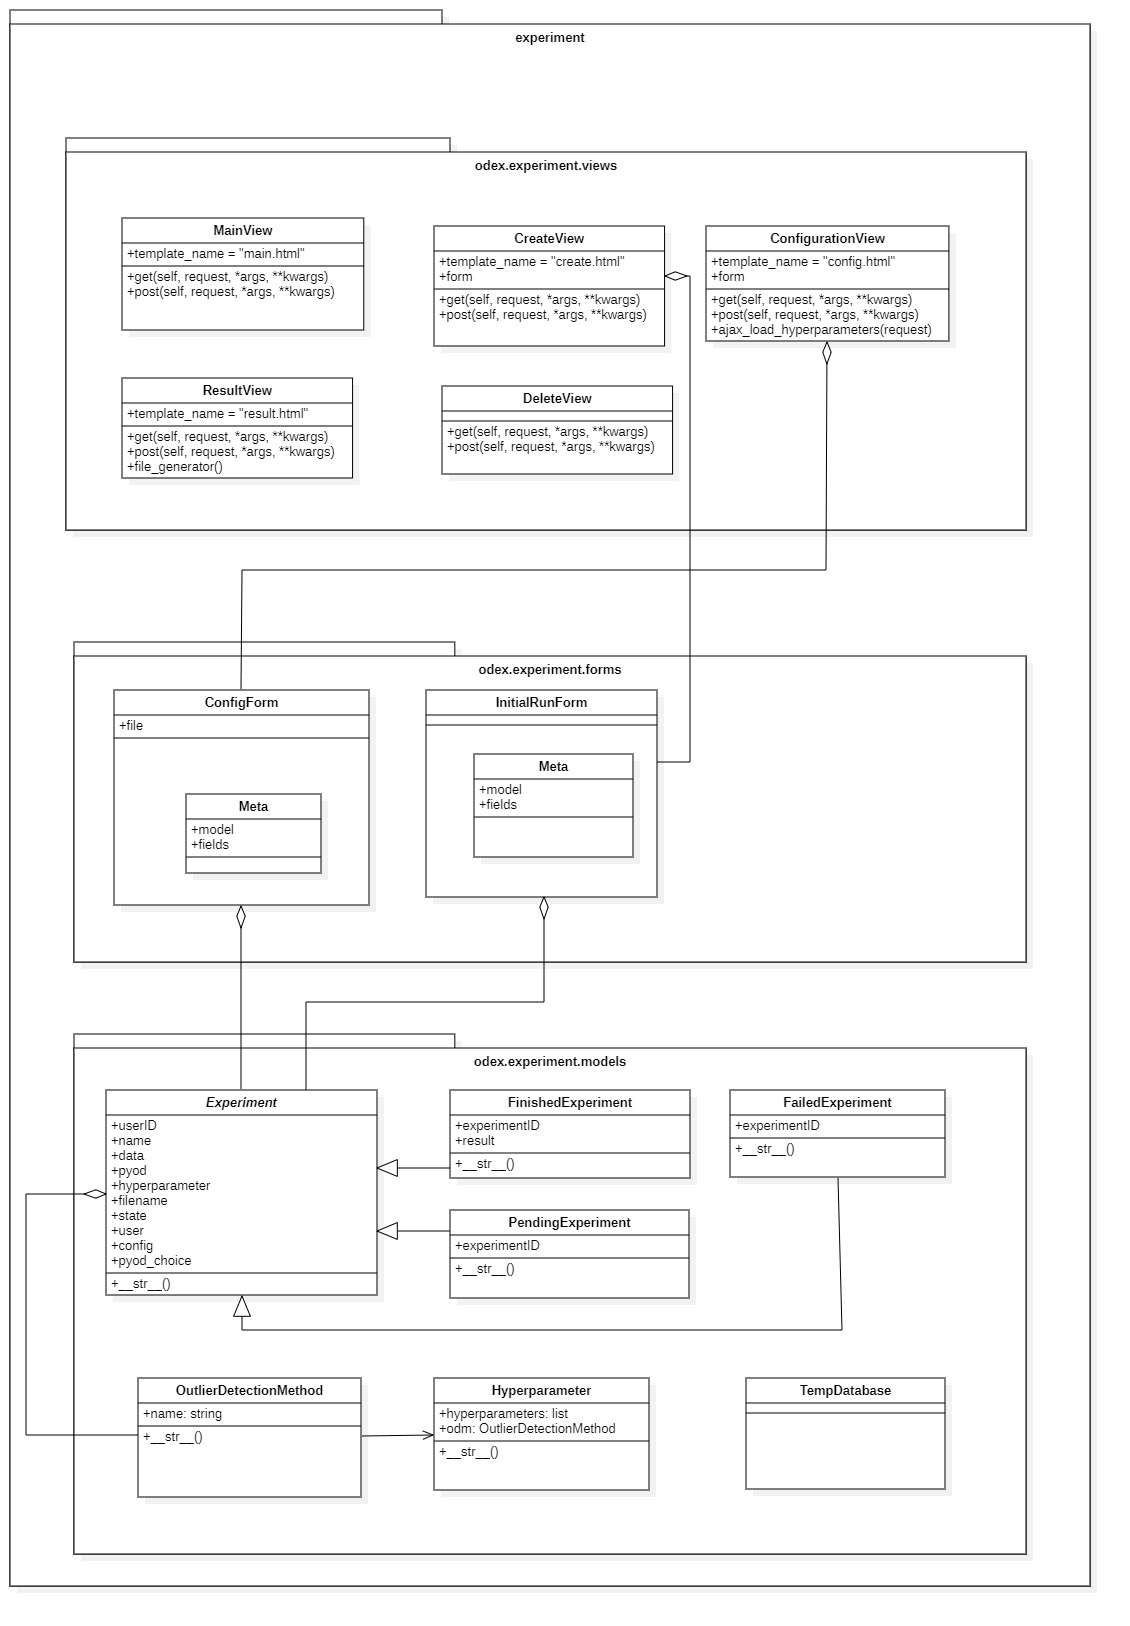 experiment
odex.experiment.views
MainView
+template_name = "main.html"
+get(self, request, *args, **kwargs)
+post(self, request, *args, **kwargs)
CreateView
+template_name = "create.html"
+form
+get(self, request, *args, **kwargs)
+post(self, request, *args, **kwargs)
ConfigurationView
+template_name = "config.html"
+form
+get(self, request, *args, **kwargs)
+post(self, request, *args, **kwargs)
+ajax_load_hyperparameters(request)
ResultView
+template_name = "result.html"
+get(self, request, *args, **kwargs)
+post(self, request, *args, **kwargs)
+file_generator()
DeleteView
+get(self, request, *args, **kwargs)
+post(self, request, *args, **kwargs)
odex.experiment.forms
ConfigForm
+file
Meta
+model
+fields
InitialRunForm
Meta
+model
+fields
odex.experiment.models
Experiment
+userID
+name
+data
+pyod
+hyperparameter
+filename
+state
+user
+config
+pyod_choice
+__str__()
FinishedExperiment
+experimentID
+result
+__str__()
FailedExperiment
+experimentID
+__str__()
PendingExperiment
+experimentID
+__str__()
OutlierDetectionMethod
+name: string
+__str__()
Hyperparameter
+hyperparameters: list
+odm: OutlierDetectionMethod
+__str__()
TempDatabase